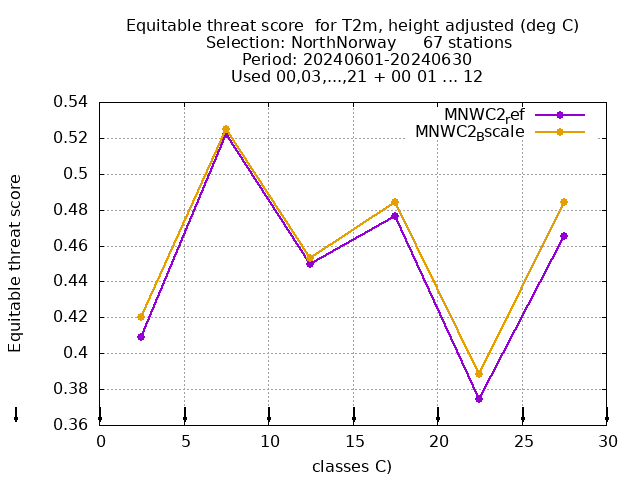 Equitable threat score  for T2m, height adjusted (deg C)
Selection: NorthNorway     67 stations
Period: 20240601-20240630
Used 00,03,...,21 + 00 01 ... 12
MNWC2ref
MNWC2Bscale
Equitable threat score
0.54
0.52
0.5
0.48
0.46
0.44
0.42
0.4
0.38
0.36
0 5 10 15 20 25 30
classes C)